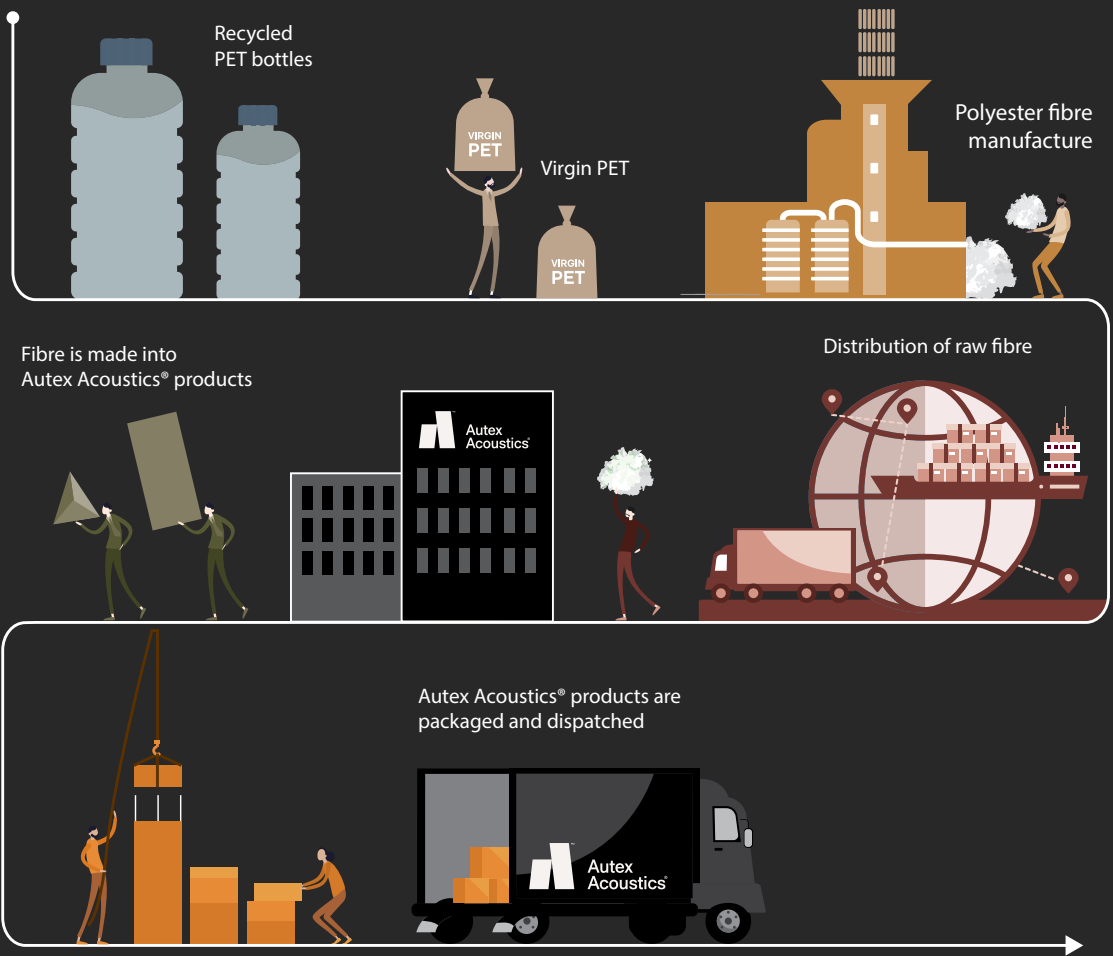 Recycled
PET bottles
VIRGIN
PET
Virgin PET
VIRGIN
PET
Polyester fibre
manufacture
Fibre is made into
Autex Acoustics® products
Autex
Acoustics®
Distribution of raw fibre
Autex Acoustics® products are
packaged and dispatched
Autex
Acoustics®